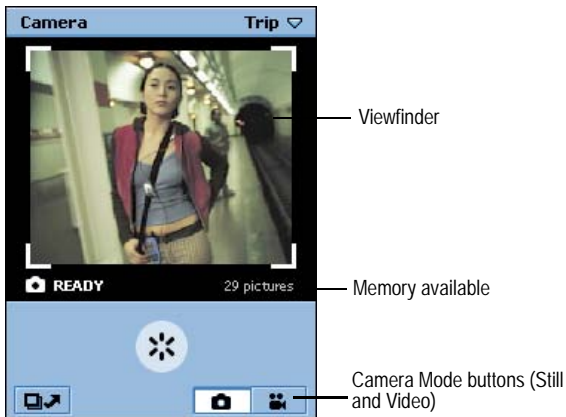 Camera
Trip
Viewfinder
READY
29 pictures
Memory available
Camera Mode buttons (Still
and Video)